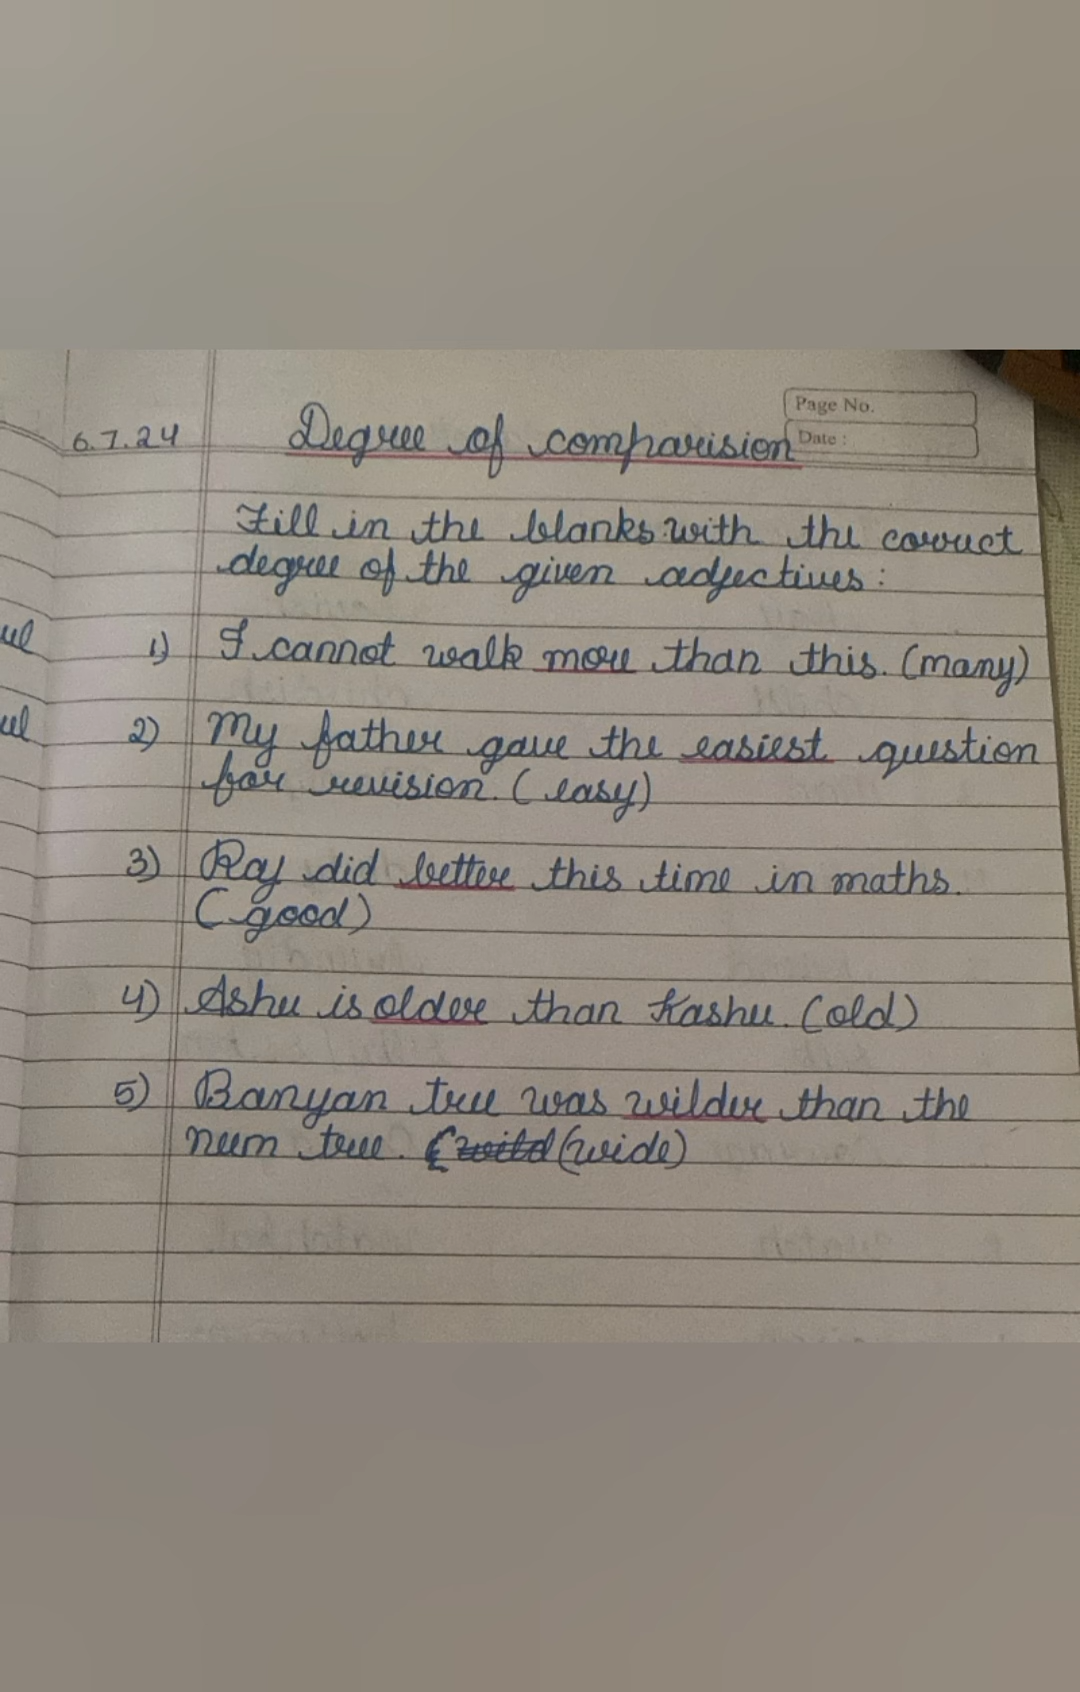 Page No.
6.7.24 Degree of comparision Date :
Fill in the blanks with the correct
degree of the given adjectives :
ul 1) I cannot walk more than this. (many)
ul 2) My father gave the easiest question
for revision. (easy)
3) Ray did better this time in maths.
(good)
4) Ashu is older than Kashu. (old)
5) Banyan tree was wilder than the
neem tree. (wild (wide)